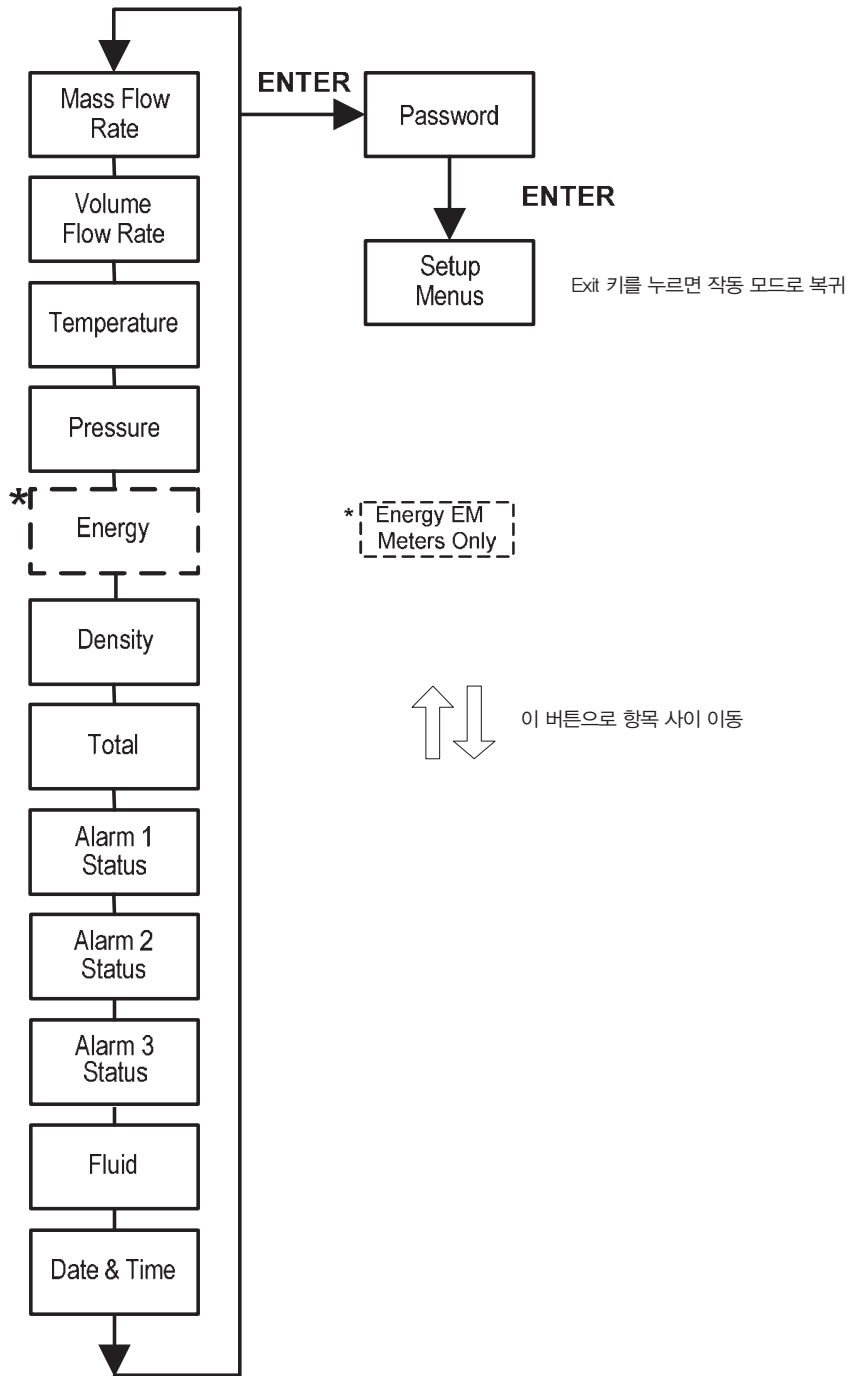 Mass Flow
Rate
Volume
Flow Rate
Temperature
Pressure
*
Energy
Density
Total
Alarm 1
Status
Alarm 2
Status
Alarm 3
Status
Fluid
Date & Time
ENTER
Password
ENTER
Setup
Menus
Exit 키를 누르면 작동 모드로 복귀
* Energy EM
Meters Only
이 버튼으로 항목 사이 이동